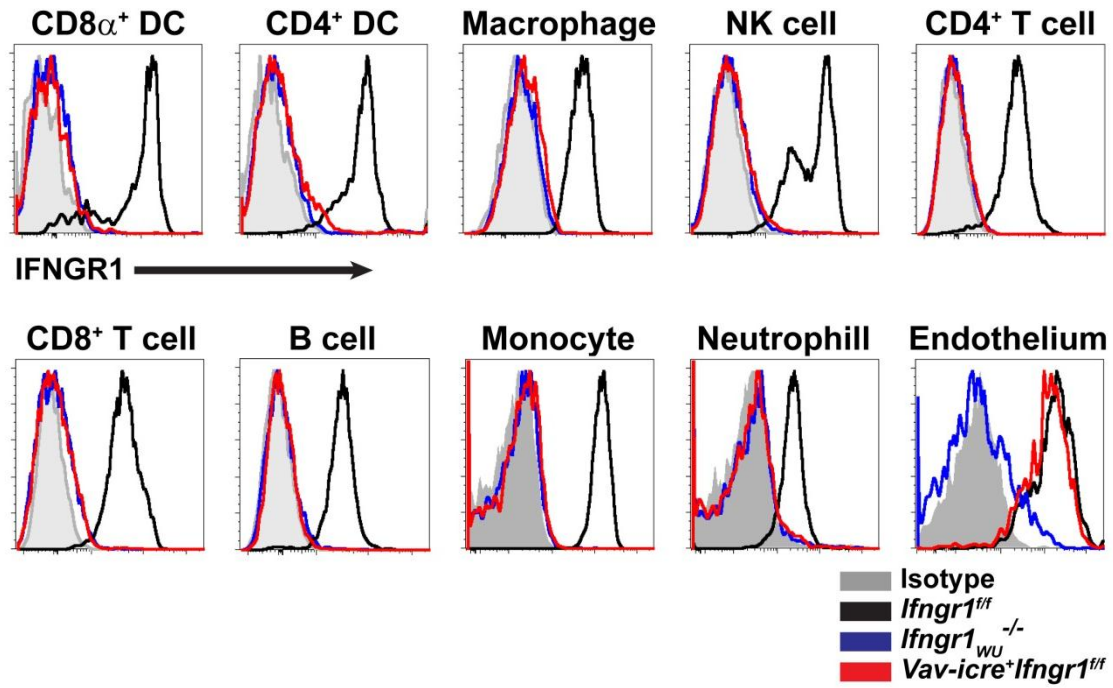 CD8α⁺ DC CD4⁺ DC Macrophage NK cell CD4⁺ T cell
IFNGR1
CD8⁺ T cell B cell Monocyte Neutrophill Endothelium
Isotype
Ifngr1f/f
Ifngr1WU-/-
Vav-icre⁺Ifngr1f/f